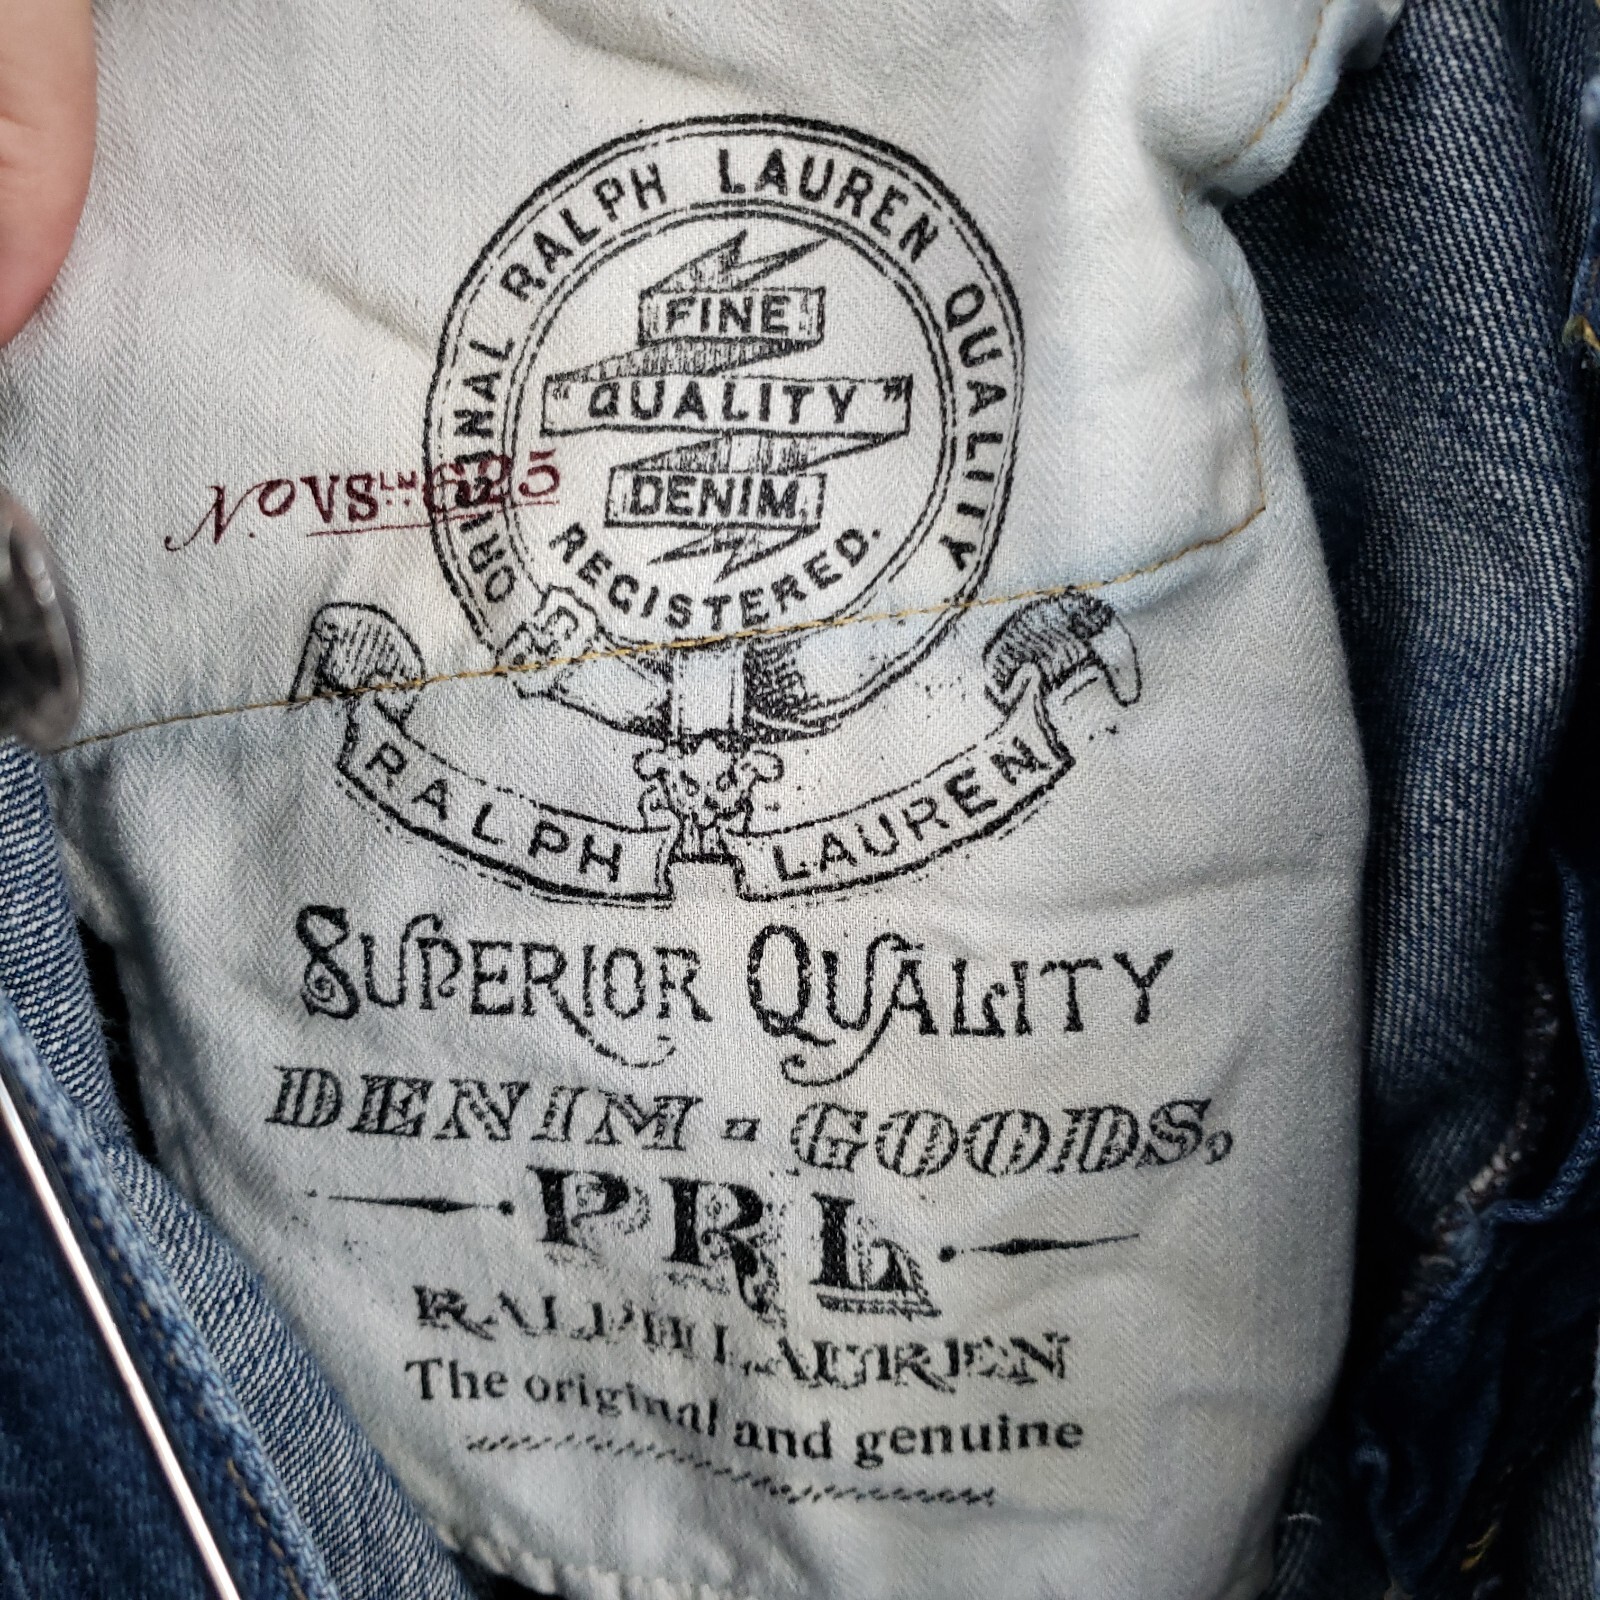 ORIGINAL RALPH LAUREN QUALITY
FINE
"QUALITY"
DENIM.
REGISTERED.
RALPH LAUREN
SUPERIOR QUALITY
DENIM - GOODS,
PRL
RALPH LAUREN
The original and genuine